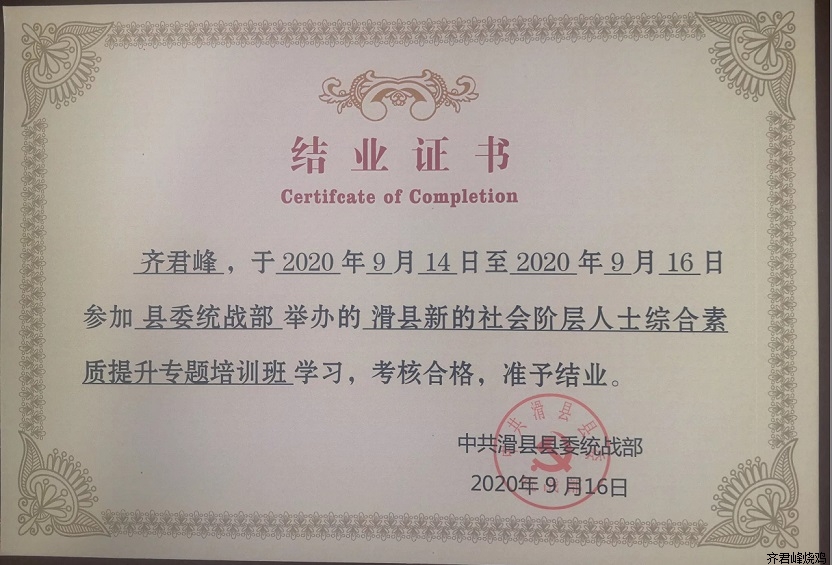 结业证书
Certifcate of Completion
齐君峰，于2020年9月14日至2020年9月16日
参加县委统战部举办的滑县新的社会阶层人士综合素
质提升专题培训班学习，考核合格，准予结业。
中共滑县县委统战部
2020年9月16日
齐君峰烧鸡